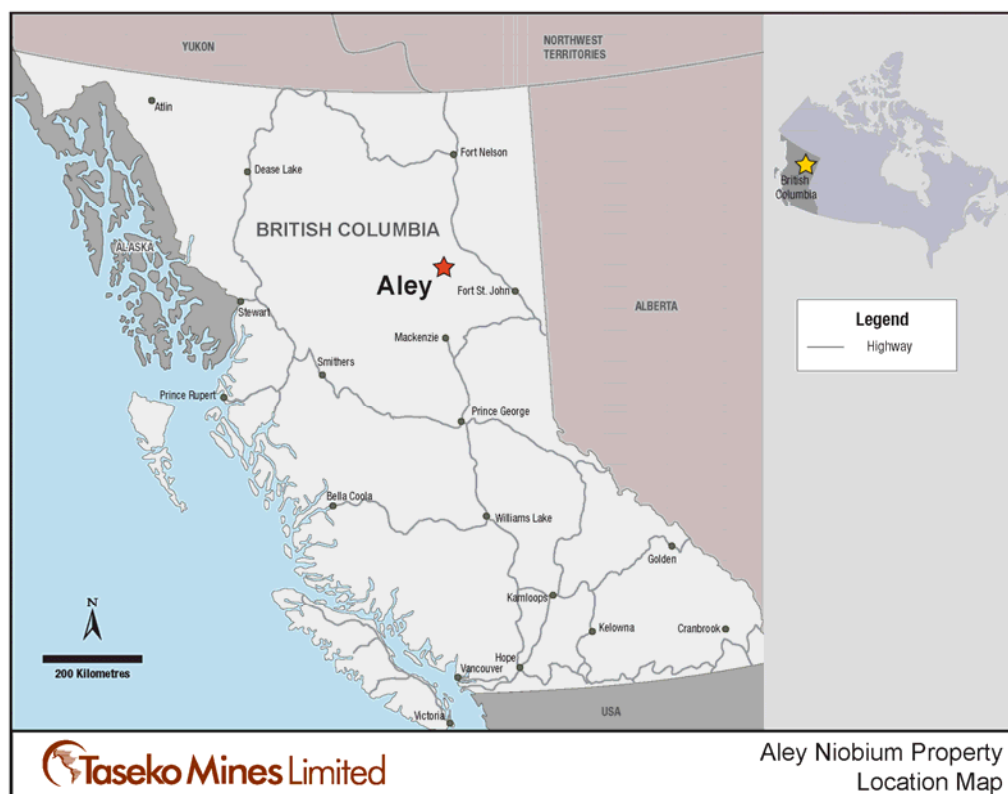 YUKON
NORTHWEST
TERRITORIES
Atlin
Fort Nelson
Dease Lake
British
Columbia
BRITISH COLUMBIA
ALASKA
Aley
Fort St. John
ALBERTA
Stewart
Legend
Highway
Mackenzie
Smithers
Prince Rupert
Prince George
Bella Coola
Williams Lake
Golden
Kamloops
N
Kelowna
Cranbrook
200 Kilometres
Hope
Vancouver
Victoria
USA
Taseko Mines Limited
Aley Niobium Property
Location Map